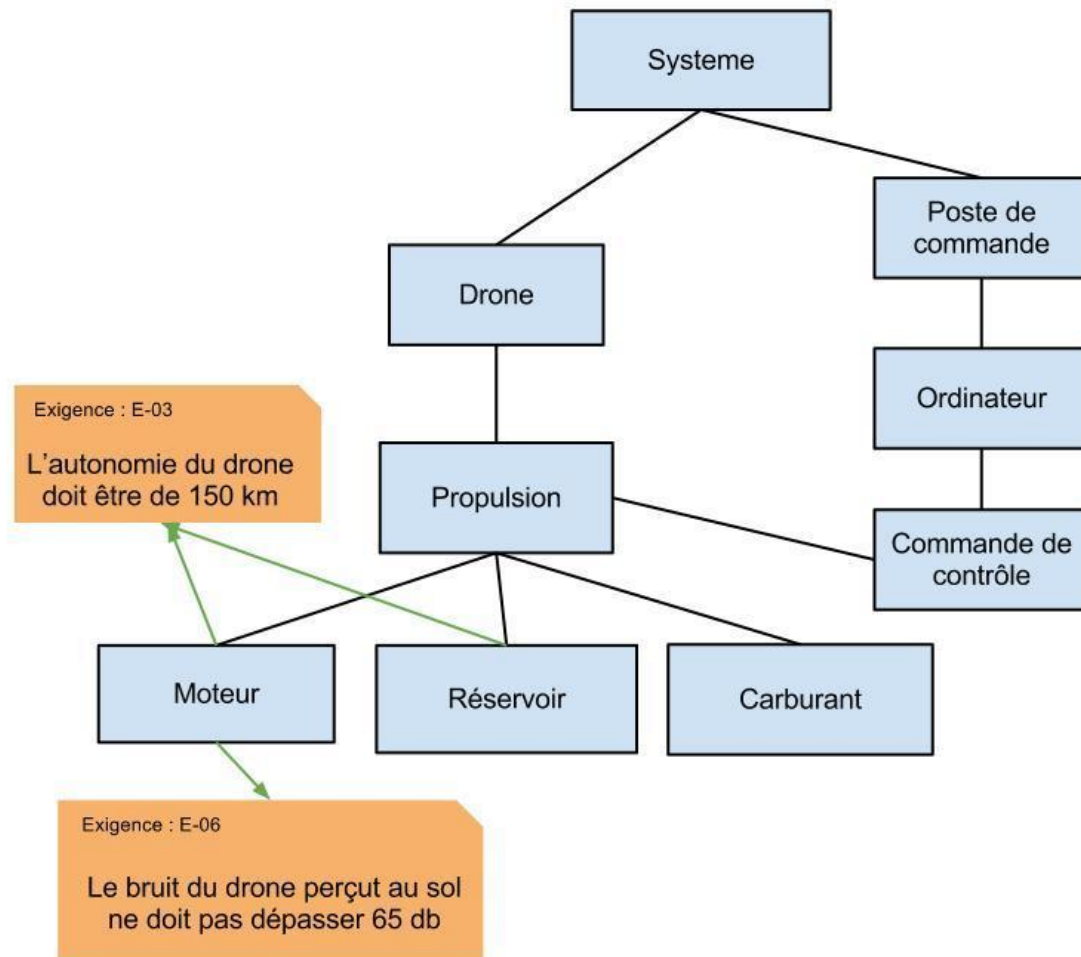 Systeme
Poste de
commande
Drone
Ordinateur
Exigence : E-03
L'autonomie du drone
doit être de 150 km
Propulsion
Commande de
contrôle
Moteur
Réservoir
Carburant
Exigence : E-06
Le bruit du drone perçut au sol
ne doit pas dépasser 65 db